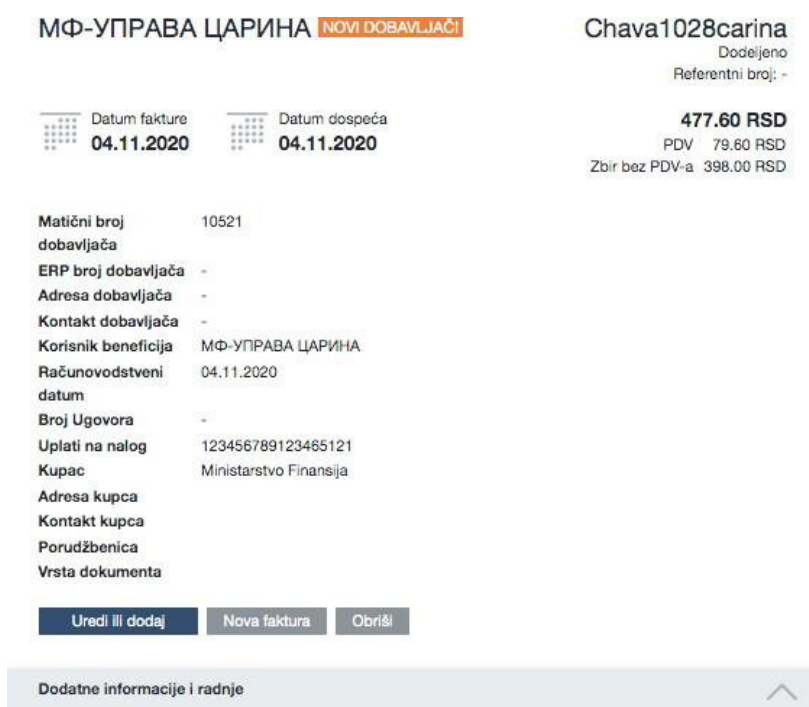 МФ-УПРАВА ЦАРИНА NOVI DOBAVLJAČI
Chava1028carina
Dodeljeno
Referentni broj: -
Datum fakture
04.11.2020
Datum dospeća
04.11.2020
477.60 RSD
PDV 79.60 RSD
Zbir bez PDV-a 398.00 RSD
Matični broj
dobavljača
10521
ERP broj dobavljača -
Adresa dobavljača -
Kontakt dobavljača -
Korisnik beneficija МФ-УПРАВА ЦАРИНА
Računovodstveni
datum
04.11.2020
Broj Ugovora -
Uplati na nalog 123456789123465121
Kupac Ministarstvo Finansija
Adresa kupca
Kontakt kupca
Porudžbenica
Vrsta dokumenta
Uredi ili dodaj
Nova faktura
Obriši
Dodatne informacije i radnje